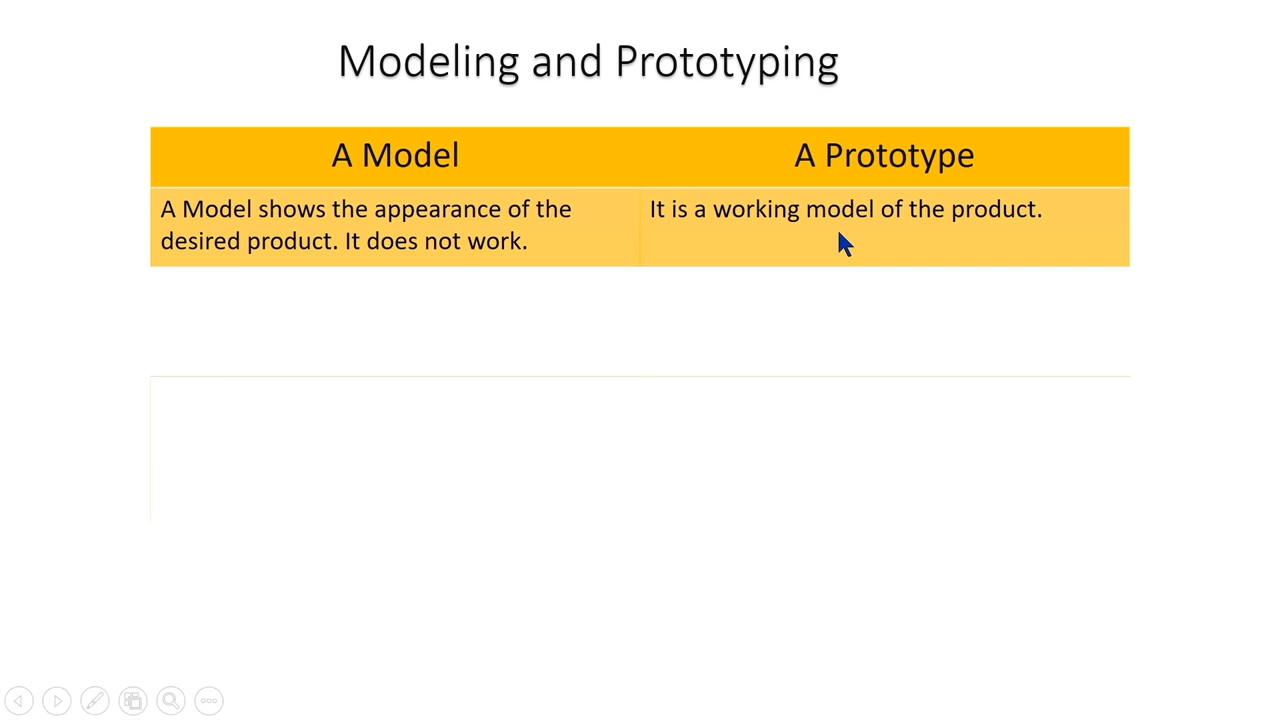 Modeling and Prototyping
A Model
A Prototype
A Model shows the appearance of the
desired product. It does not work.
It is a working model of the product.